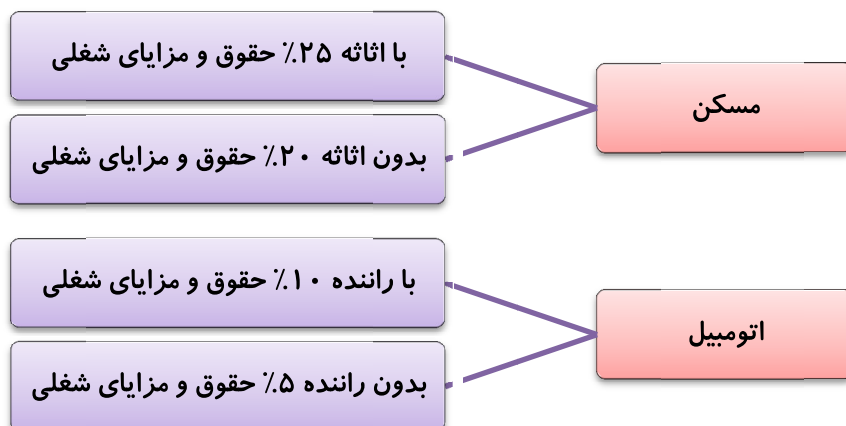 مسکن
با اثاثه ۲۵٪ حقوق و مزایای شغلی
بدون اثاثه ۲۰٪ حقوق و مزایای شغلی
اتومبیل
با راننده ۱۰٪ حقوق و مزایای شغلی
بدون راننده ۵٪ حقوق و مزایای شغلی